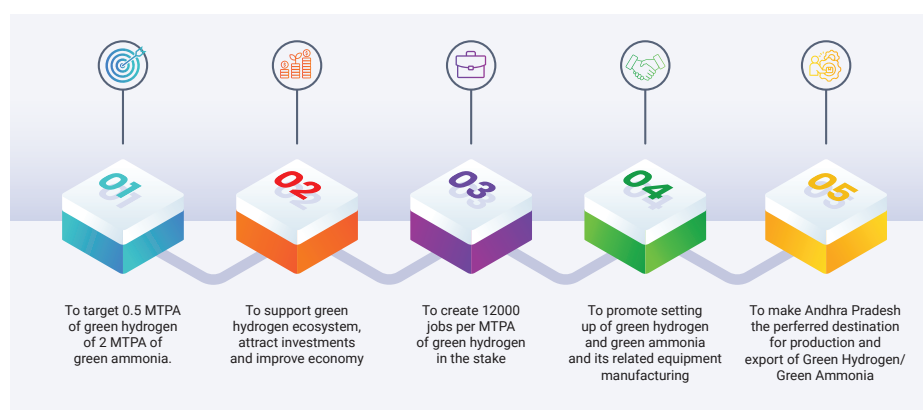 01
02
03
04
05
To target 0.5 MTPA
of green hydrogen
of 2 MTPA of
green ammonia.
To support green
hydrogen ecosystem,
attract investments
and improve economy
To create 12000
jobs per MTPA
of green hydrogen
in the stake
To promote setting
up of green hydrogen
and green ammonia
and its related equipment
manufacturing
To make Andhra Pradesh
the perferred destination
for production and
export of Green Hydrogen/
Green Ammonia